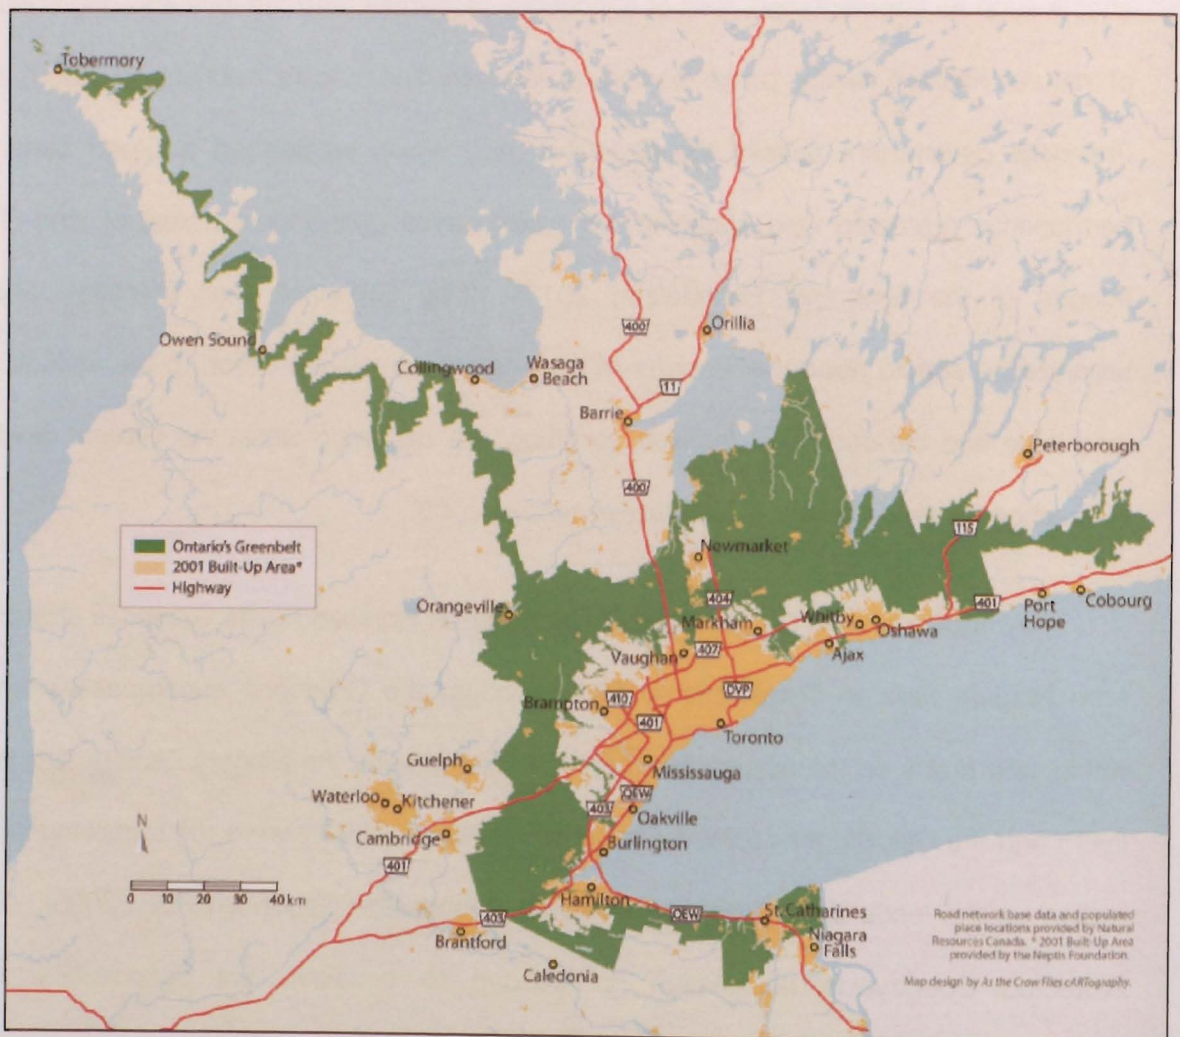 Tobermory
Owen Sound
Collingwood
Wasaga
Beach
400
Orillia
11
Barrie
400
Peterborough
115
Ontario's Greenbelt
2001 Built-Up Area*
Highway
Newmarket
Orangeville
404
Markham
Whitby
Oshawa
401
Port
Hope
Cobourg
Vaughan
407
Ajax
Brampton
410
DVP
401
Toronto
Guelph
Mississauga
Waterloo
Kitchener
QEW
403
Oakville
Cambridge
Burlington
N
401
0 10 20 30 40 km
Hamilton
403
QEW
St. Catharines
Brantford
Niagara
Falls
Caledonia
Road network base data and populated
place locations provided by Natural
Resources Canada. * 2001 Built-Up Area
provided by the Neptis Foundation.
Map design by As the Crow Flies cARTography.